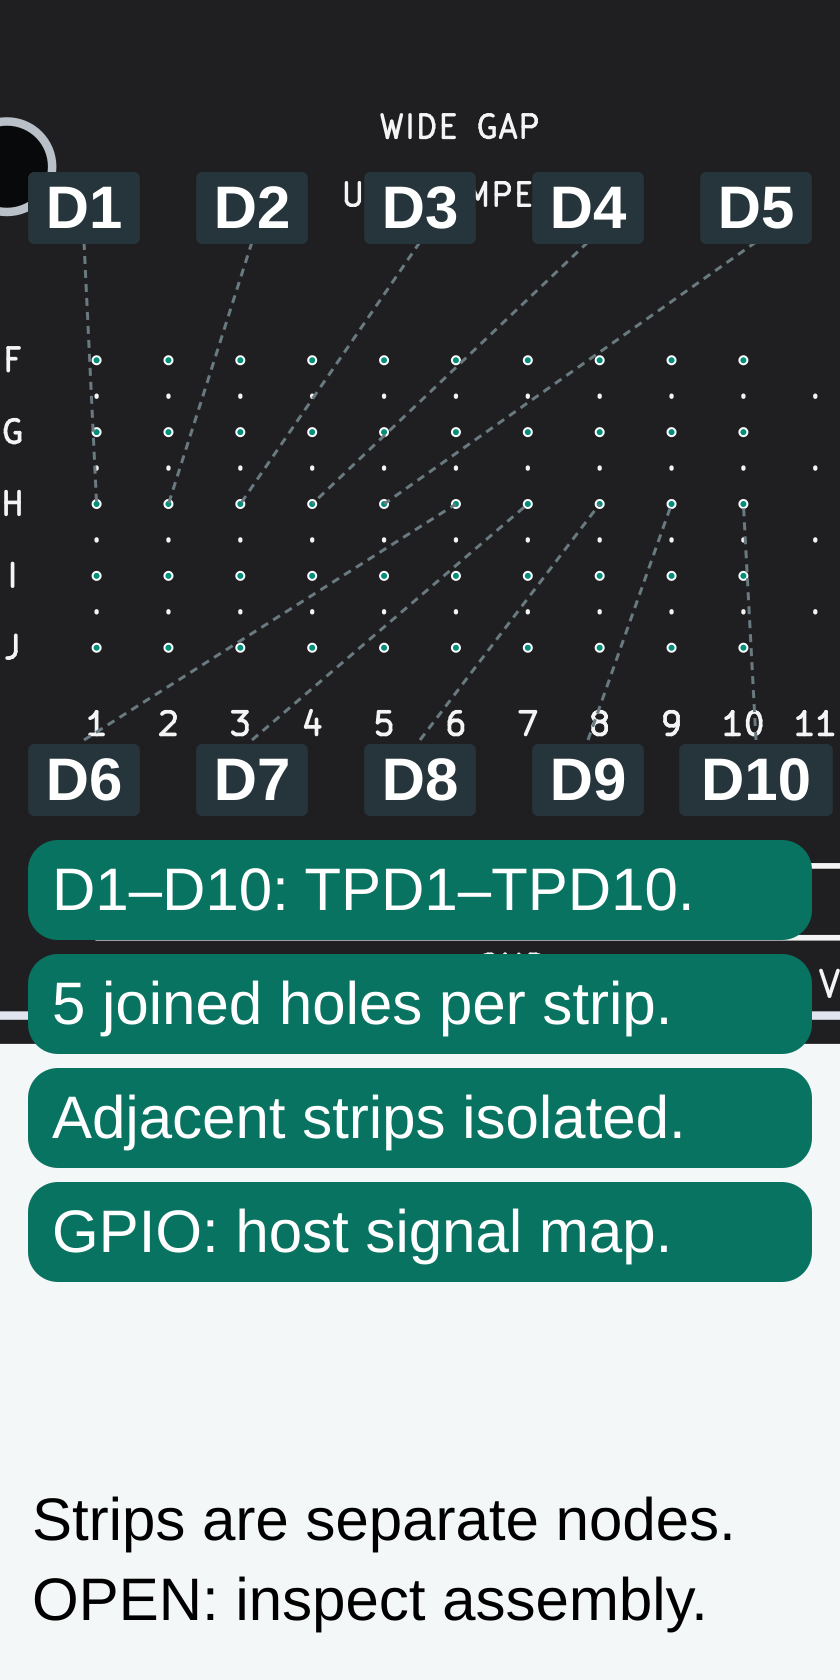 WIDE GAP
D1 D2 D3 D4 D5
F
G
H
I
J
1 2 3 4 5 6 7 8 9 10 11
D6 D7 D8 D9 D10
D1–D10: TPD1–TPD10.
5 joined holes per strip.
V
Adjacent strips isolated.
GPIO: host signal map.
Strips are separate nodes.
OPEN: inspect assembly.